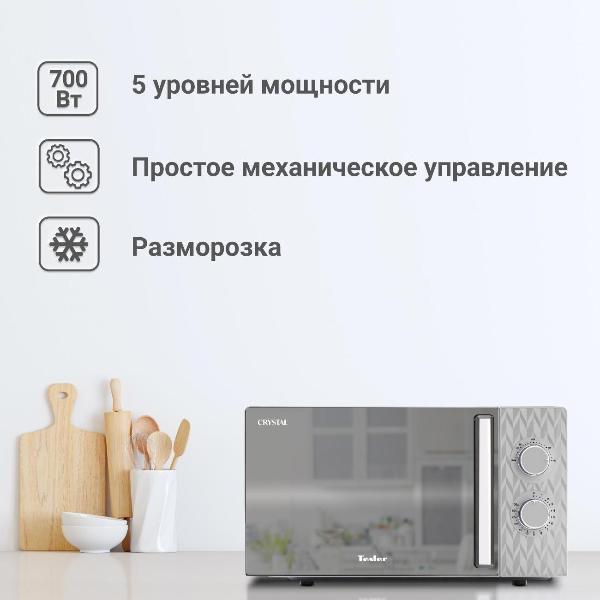 700
Вт
5 уровней мощности
Простое механическое управление
Разморозка
CRYSTAL
Tesler